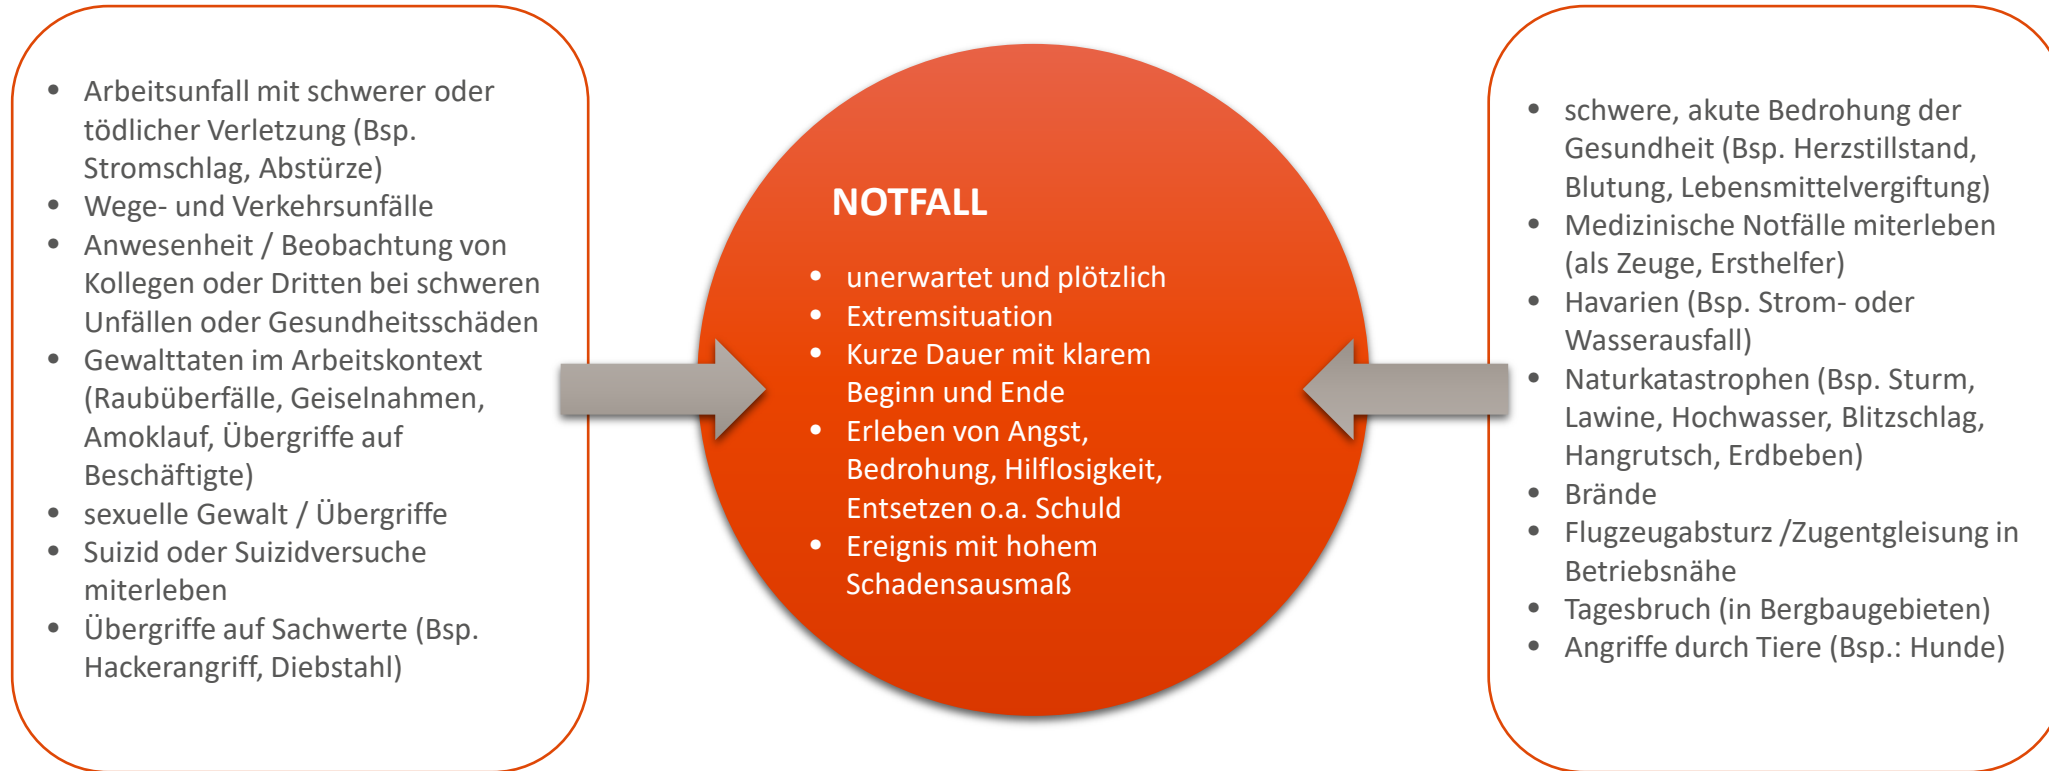 • Arbeitsunfall mit schwerer oder
tödlicher Verletzung (Bsp.
Stromschlag, Abstürze)
• Wege- und Verkehrsunfälle
• Anwesenheit / Beobachtung von
Kollegen oder Dritten bei schweren
Unfällen oder Gesundheitsschäden
• Gewalttaten im Arbeitskontext
(Raubüberfälle, Geiselnahmen,
Amoklauf, Übergriffe auf
Beschäftigte)
• sexuelle Gewalt / Übergriffe
• Suizid oder Suizidversuche
miterleben
• Übergriffe auf Sachwerte (Bsp.
Hackerangriff, Diebstahl)
NOTFALL
• unerwartet und plötzlich
• Extremsituation
• Kurze Dauer mit klarem
Beginn und Ende
• Erleben von Angst,
Bedrohung, Hilflosigkeit,
Entsetzen o.a. Schuld
• Ereignis mit hohem
Schadensausmaß
• schwere, akute Bedrohung der
Gesundheit (Bsp. Herzstillstand,
Blutung, Lebensmittelvergiftung)
• Medizinische Notfälle miterleben
(als Zeuge, Ersthelfer)
• Havarien (Bsp. Strom- oder
Wasserausfall)
• Naturkatastrophen (Bsp. Sturm,
Lawine, Hochwasser, Blitzschlag,
Hangrutsch, Erdbeben)
• Brände
• Flugzeugabsturz /Zugentgleisung in
Betriebsnähe
• Tagesbruch (in Bergbaugebieten)
• Angriffe durch Tiere (Bsp.: Hunde)